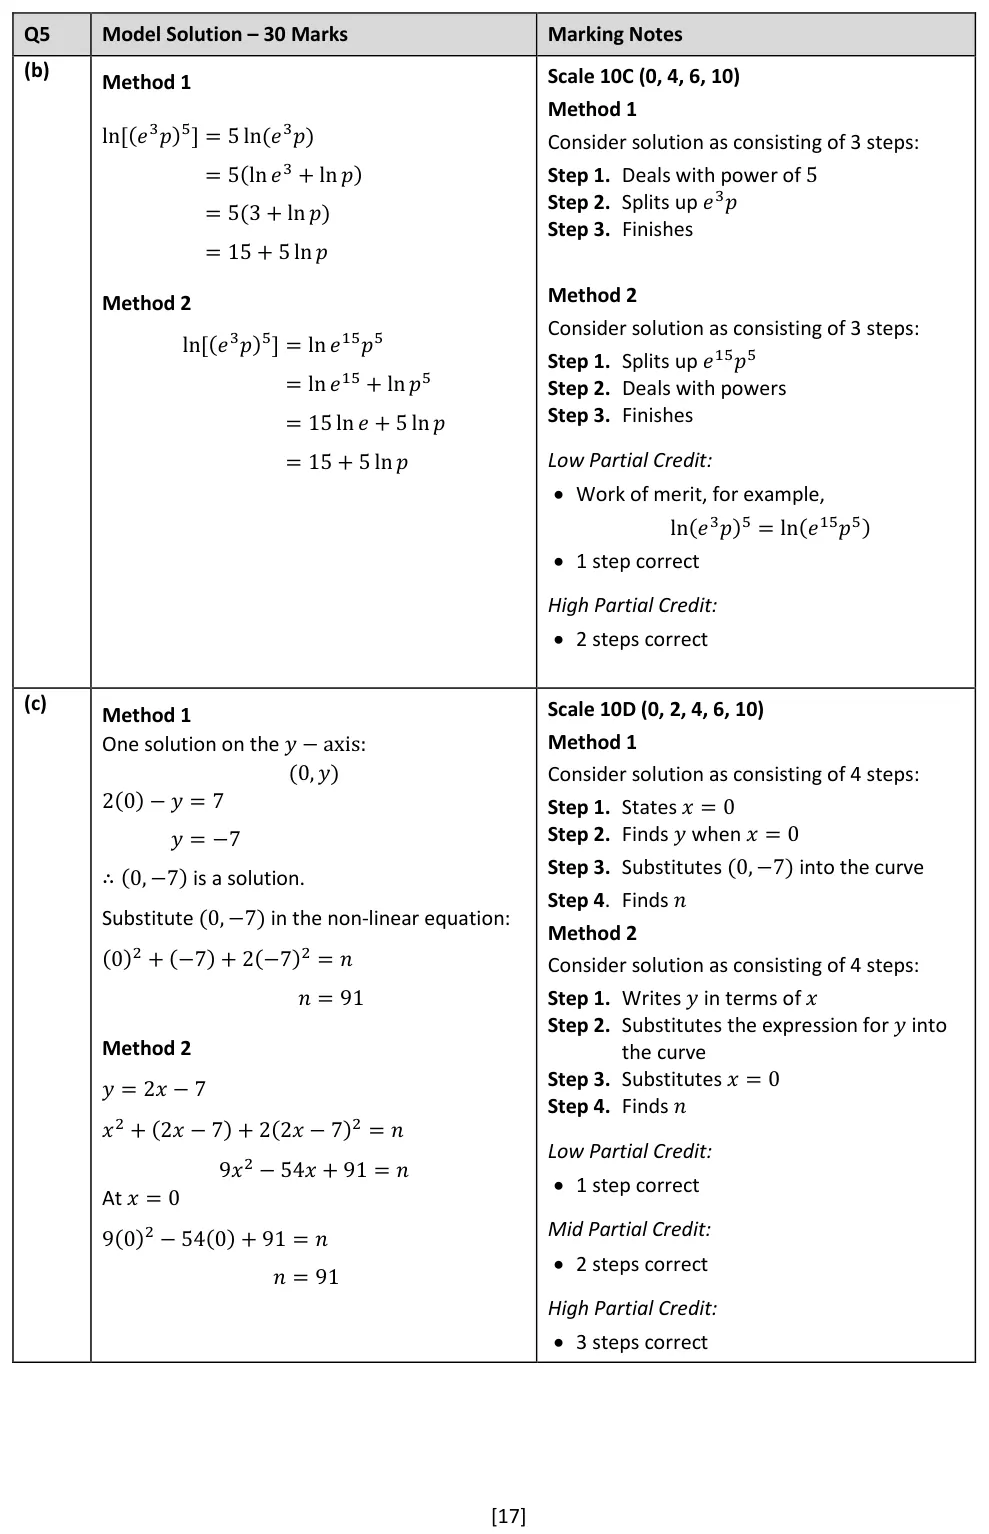 Q5 Model Solution – 30 Marks Marking Notes
(b)
Method 1
ln[(e³p)⁵] = 5 ln(e³p)
= 5(ln e³ + ln p)
= 5(3 + ln p)
= 15 + 5 ln p
Method 2
ln[(e³p)⁵] = ln e¹⁵p⁵
= ln e¹⁵ + ln p⁵
= 15 ln e + 5 ln p
= 15 + 5 ln p
Scale 10C (0, 4, 6, 10)
Method 1
Consider solution as consisting of 3 steps:
Step 1. Deals with power of 5
Step 2. Splits up e³p
Step 3. Finishes
Method 2
Consider solution as consisting of 3 steps:
Step 1. Splits up e¹⁵p⁵
Step 2. Deals with powers
Step 3. Finishes
Low Partial Credit:
• Work of merit, for example,
ln(e³p)⁵ = ln(e¹⁵p⁵)
• 1 step correct
High Partial Credit:
• 2 steps correct
(c)
Method 1
One solution on the y − axis:
(0, y)
2(0) − y = 7
y = −7
∴ (0, −7) is a solution.
Substitute (0, −7) in the non-linear equation:
(0)² + (−7) + 2(−7)² = n
n = 91
Method 2
y = 2x − 7
x² + (2x − 7) + 2(2x − 7)² = n
9x² − 54x + 91 = n
At x = 0
9(0)² − 54(0) + 91 = n
n = 91
Scale 10D (0, 2, 4, 6, 10)
Method 1
Consider solution as consisting of 4 steps:
Step 1. States x = 0
Step 2. Finds y when x = 0
Step 3. Substitutes (0, −7) into the curve
Step 4. Finds n
Method 2
Consider solution as consisting of 4 steps:
Step 1. Writes y in terms of x
Step 2. Substitutes the expression for y into
the curve
Step 3. Substitutes x = 0
Step 4. Finds n
Low Partial Credit:
• 1 step correct
Mid Partial Credit:
• 2 steps correct
High Partial Credit:
• 3 steps correct
[17]